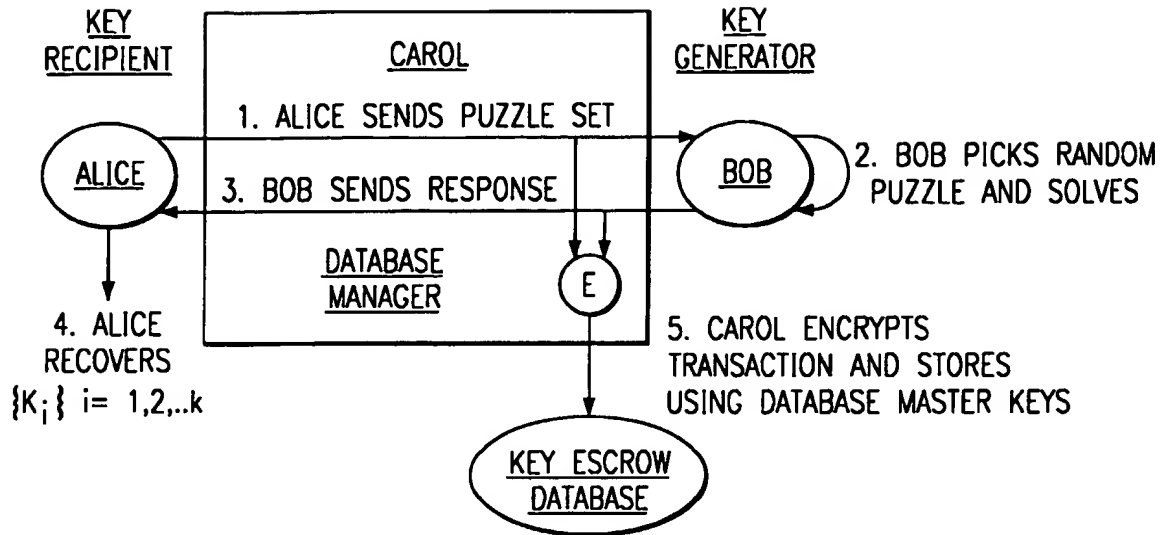 KEY
RECIPIENT
CAROL
KEY
GENERATOR
1. ALICE SENDS PUZZLE SET
ALICE
BOB
2. BOB PICKS RANDOM
PUZZLE AND SOLVES
3. BOB SENDS RESPONSE
DATABASE
MANAGER
E
4. ALICE
RECOVERS
{K_i} i= 1,2,..k
5. CAROL ENCRYPTS
TRANSACTION AND STORES
USING DATABASE MASTER KEYS
KEY ESCROW
DATABASE